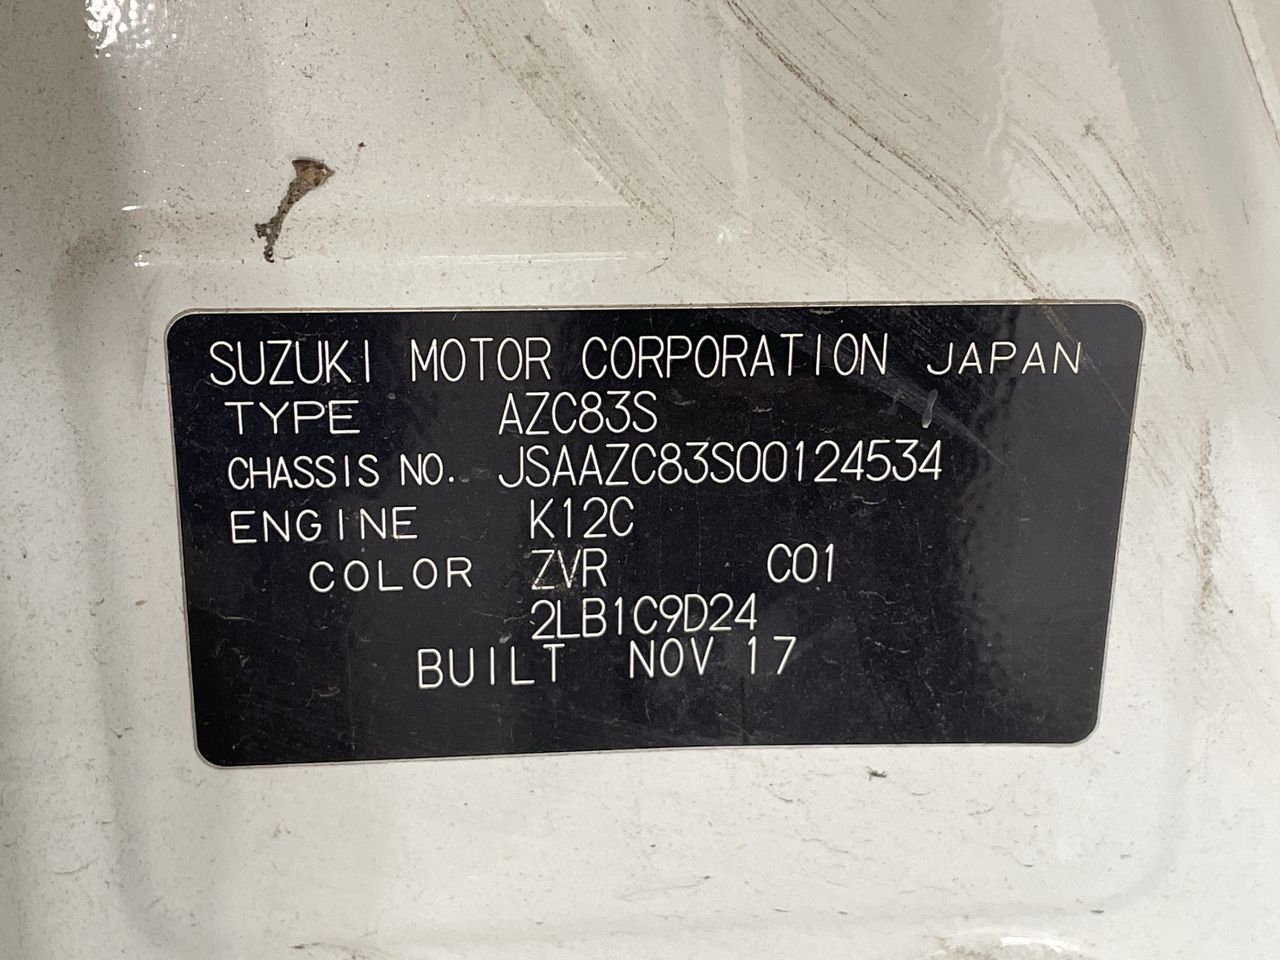 SUZUKI MOTOR CORPORATION JAPAN
TYPE AZC83S
CHASSIS NO. JSAAZC83S00124534
ENGINE K12C
COLOR ZVR C01
2LB1C9D24
BUILT NOV 17